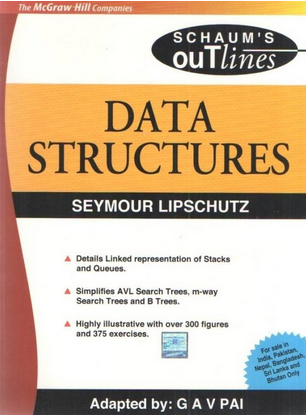 The McGraw·Hill Companies
SCHAUM'S
ouTlines
DATA
STRUCTURES
SEYMOUR LIPSCHUTZ
Details Linked representation of Stacks
and Queues.
Simplifies AVL Search Trees, m-way
Search Trees and B Trees.
Highly illustrative with over 300 figures
and 375 exercises.
For sale in
India, Pakistan,
Nepal, Bangladesh,
Sri Lanka and
Bhutan Only
Adapted by: G A V PAI